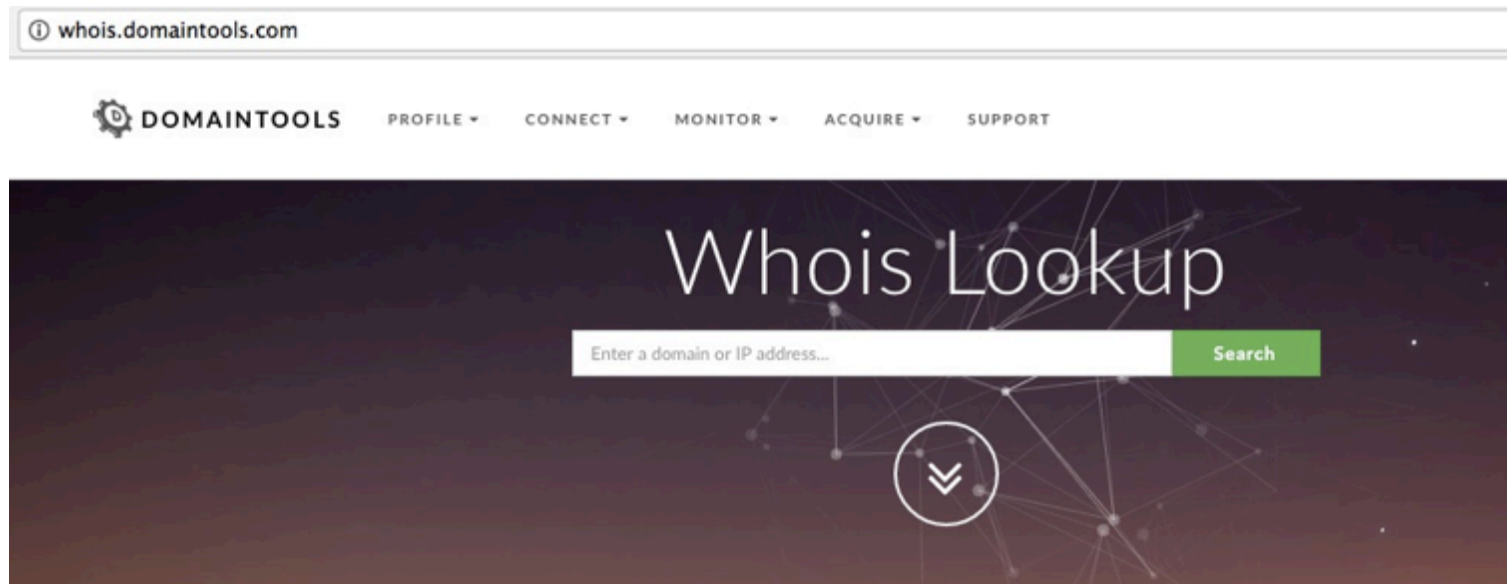 whois.domaintools.com
DOMAINTOOLS PROFILE CONNECT MONITOR ACQUIRE SUPPORT
Whois Lookup
Enter a domain or IP address... Search